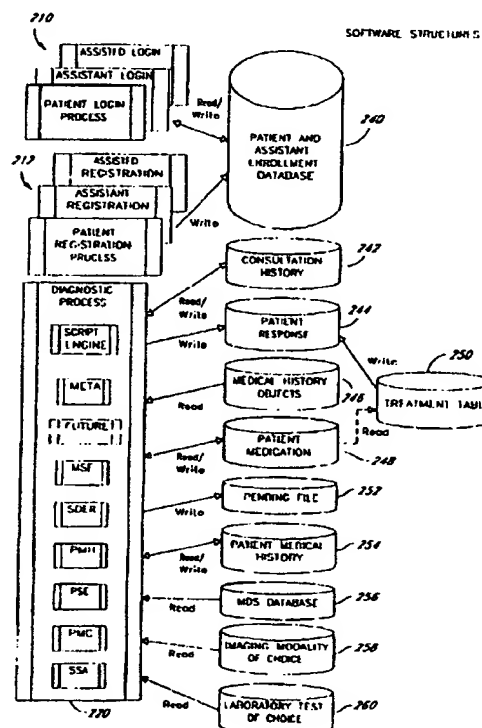 210
SOFTWARE STRUCTURES
ASSISTED LOGIN
ASSISTANT LOGIN
PATIENT LOGIN
PROCESS
Read/
Write
PATIENT AND
ASSISTANT
ENROLLMENT
DATABASE
240
212
ASSISTED
REGISTRATION
ASSISTANT
REGISTRATION
PATIENT
REGISTRATION
PROCESS
Write
DIAGNOSTIC
PROCESS
SCRIPT
ENGINE
META
FUTURE
MSF
SDER
PMH
PSE
PMC
SSA
220
Read/
Write
CONSULTATION
HISTORY
242
Write
PATIENT
RESPONSE
244
Write
250
TREATMENT TABLE
Read
MEDICAL HISTORY
OBJECTS
246
Read
Read/
Write
PATIENT
MEDICATION
248
Write
PENDING FILE
252
Read/
Write
PATIENT MEDICAL
HISTORY
254
Read
MDS DATABASE
256
Read
IMAGING MODALITY
OF CHOICE
258
Read
LABORATORY TEST
OF CHOICE
260